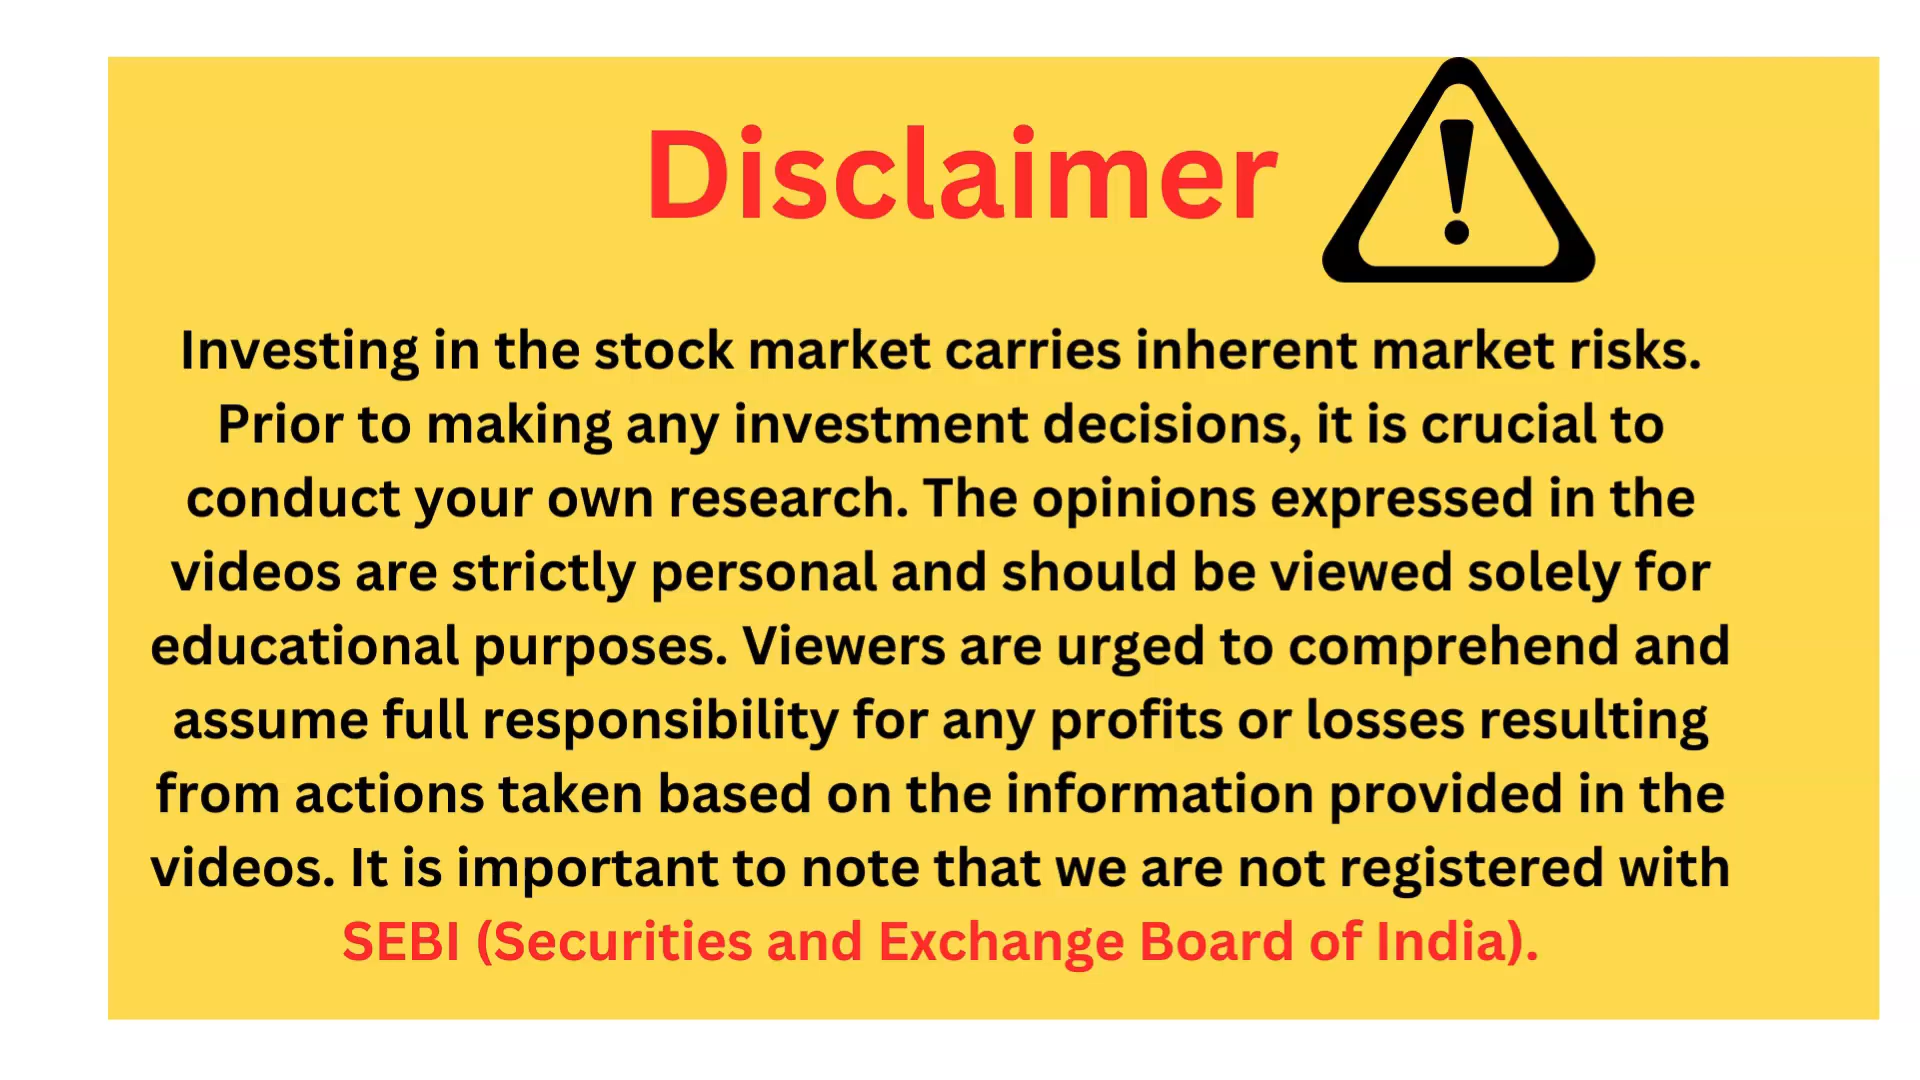 Disclaimer
Investing in the stock market carries inherent market risks.
Prior to making any investment decisions, it is crucial to
conduct your own research. The opinions expressed in the
videos are strictly personal and should be viewed solely for
educational purposes. Viewers are urged to comprehend and
assume full responsibility for any profits or losses resulting
from actions taken based on the information provided in the
videos. It is important to note that we are not registered with
SEBI (Securities and Exchange Board of India).